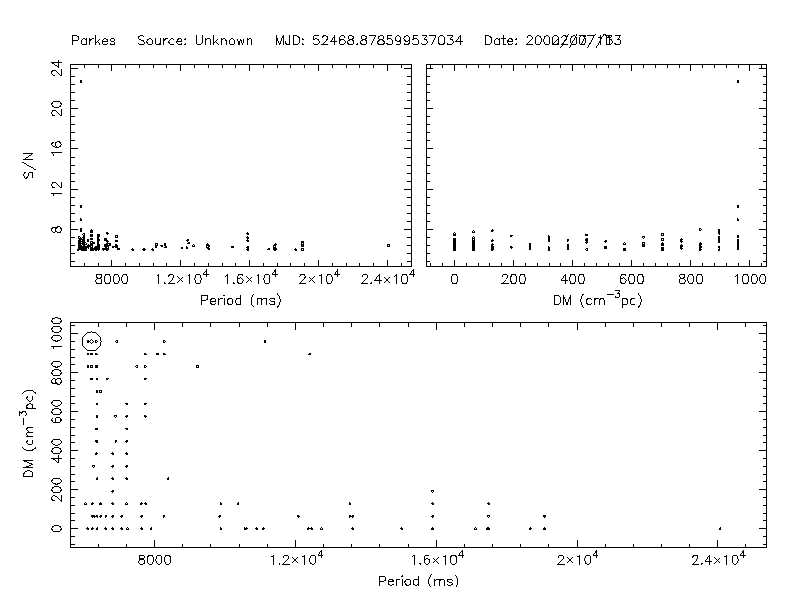 Parkes Source: Unknown MJD: 52468.878599537034 Date:
24
20
16
12
8
S/N
8000 1.2×10^4 1.6×10^4 2×10^4 2.4×10^4
Period (ms)
0 200 400 600 800 1000
DM (cm^-3pc)
1000
800
600
400
200
0
DM (cm^-3pc)
8000 1.2×10^4 1.6×10^4 2×10^4 2.4×10^4
Period (ms)